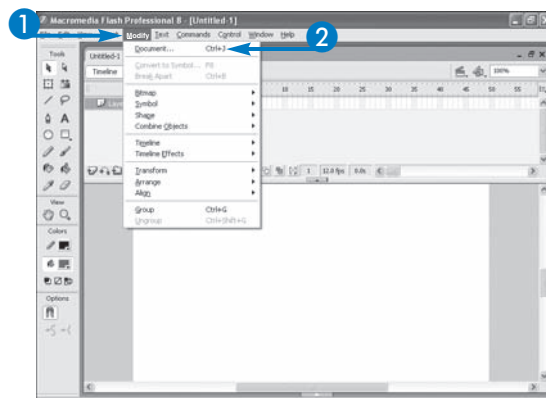 1
Macromedia Flash Professional 8 - [Untitled-1]
Modify Text Commands Control Window Help
2
Tools
View
Colors
Options
Untitled-1
Timeline
100%
10 15 20 25 30 35 40 45 50 55
Document... Ctrl+J
Convert to Symbol... F8
Break Apart Ctrl+B
Bitmap
Symbol
Shape
Combine Objects
Timeline
Timeline Effects
Transform
Arrange
Align
Group Ctrl+G
Ungroup Ctrl+Shift+G
1 12.0 fps 0.0s